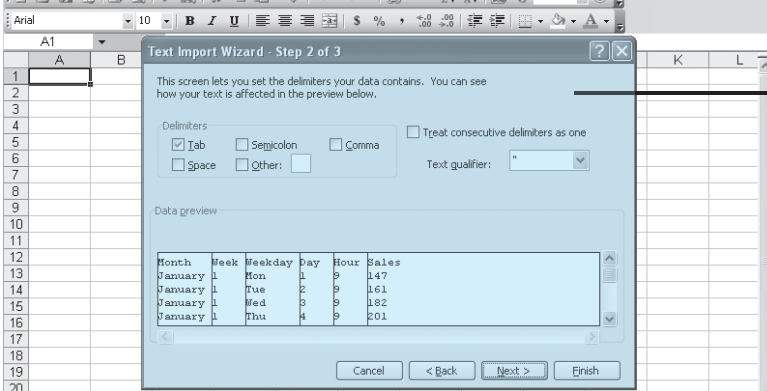 Arial 10 B I U $ % ,
A1
A B K L
Text Import Wizard - Step 2 of 3
This screen lets you set the delimiters your data contains. You can see
how your text is affected in the preview below.
Delimiters
Tab Semicolon Comma
Space Other:
Treat consecutive delimiters as one
Text qualifier: "
Data preview
Month Week Weekday Day Hour Sales
January 1 Mon 1 9 147
January 1 Tue 2 9 161
January 1 Wed 3 9 182
January 1 Thu 4 9 201
Cancel < Back Next > Finish
1
2
3
4
5
6
7
8
9
10
11
12
13
14
15
16
17
18
19
20